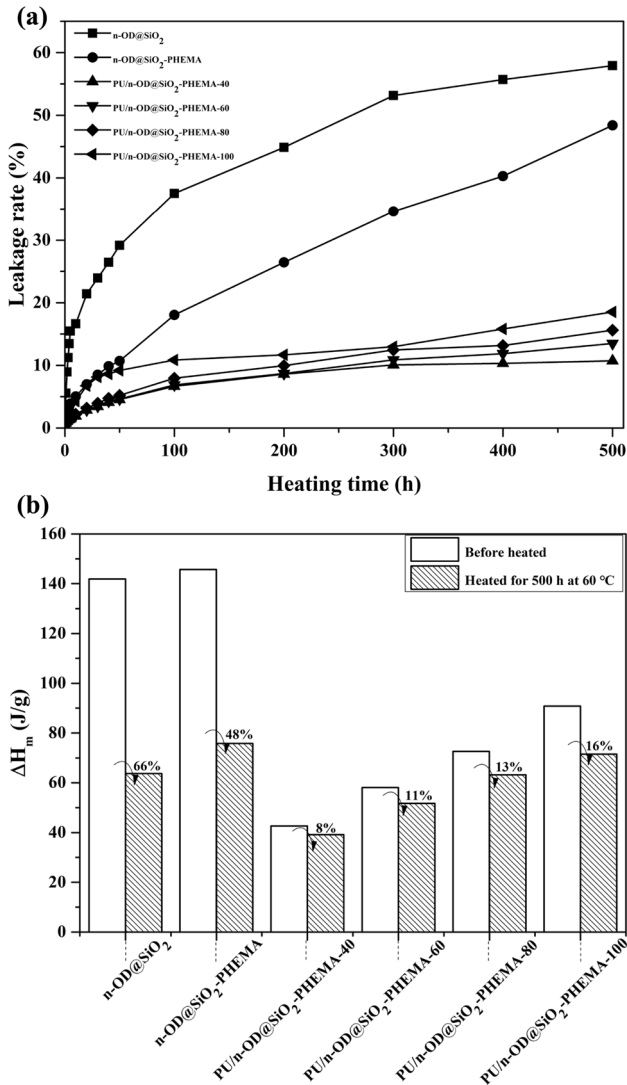 (a)
n-OD@SiO2
n-OD@SiO2-PHEMA
PU/n-OD@SiO2-PHEMA-40
PU/n-OD@SiO2-PHEMA-60
PU/n-OD@SiO2-PHEMA-80
PU/n-OD@SiO2-PHEMA-100
Leakage rate (%)
60
50
40
30
20
10
0
0
100
200
300
400
500
Heating time (h)
(b)
Before heated
Heated for 500 h at 60 °C
ΔHm (J/g)
160
140
120
100
80
60
40
20
0
66%
48%
8%
11%
13%
16%
n-OD@SiO2
n-OD@SiO2-PHEMA
PU/n-OD@SiO2-PHEMA-40
PU/n-OD@SiO2-PHEMA-60
PU/n-OD@SiO2-PHEMA-80
PU/n-OD@SiO2-PHEMA-100